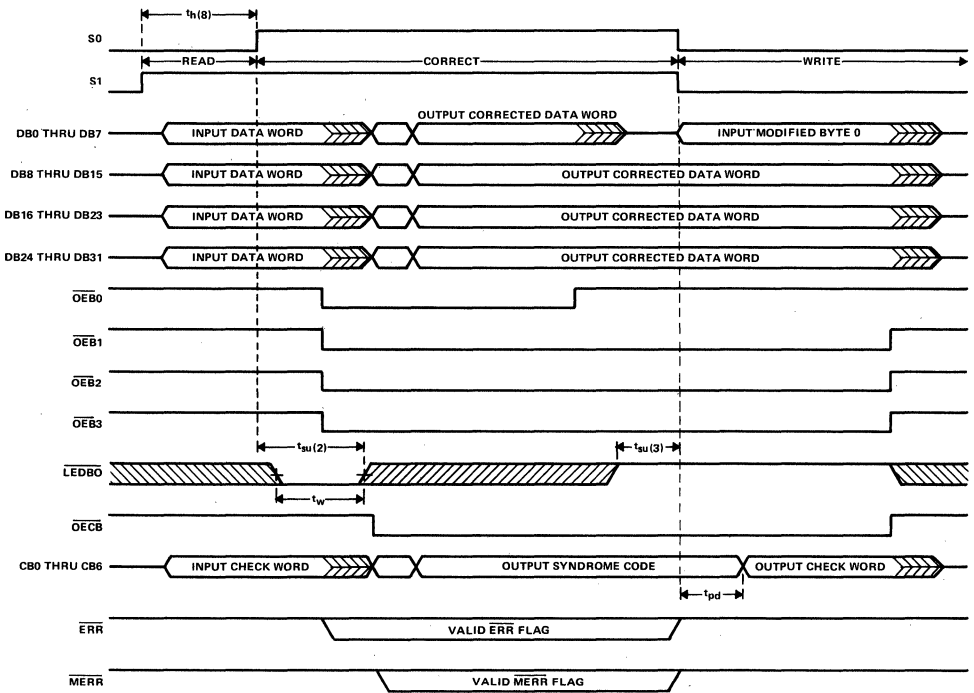 th(8)
S0
READ CORRECT WRITE
S1
OUTPUT CORRECTED DATA WORD
DB0 THRU DB7 INPUT DATA WORD INPUT MODIFIED BYTE 0
DB8 THRU DB15 INPUT DATA WORD OUTPUT CORRECTED DATA WORD
DB16 THRU DB23 INPUT DATA WORD OUTPUT CORRECTED DATA WORD
DB24 THRU DB31 INPUT DATA WORD OUTPUT CORRECTED DATA WORD
OEB0
OEB1
OEB2
OEB3
tsu(2) tsu(3)
LEDBO
tw
OECB
CB0 THRU CB6 INPUT CHECK WORD OUTPUT SYNDROME CODE OUTPUT CHECK WORD
tpd
ERR VALID ERR FLAG
MERR VALID MERR FLAG